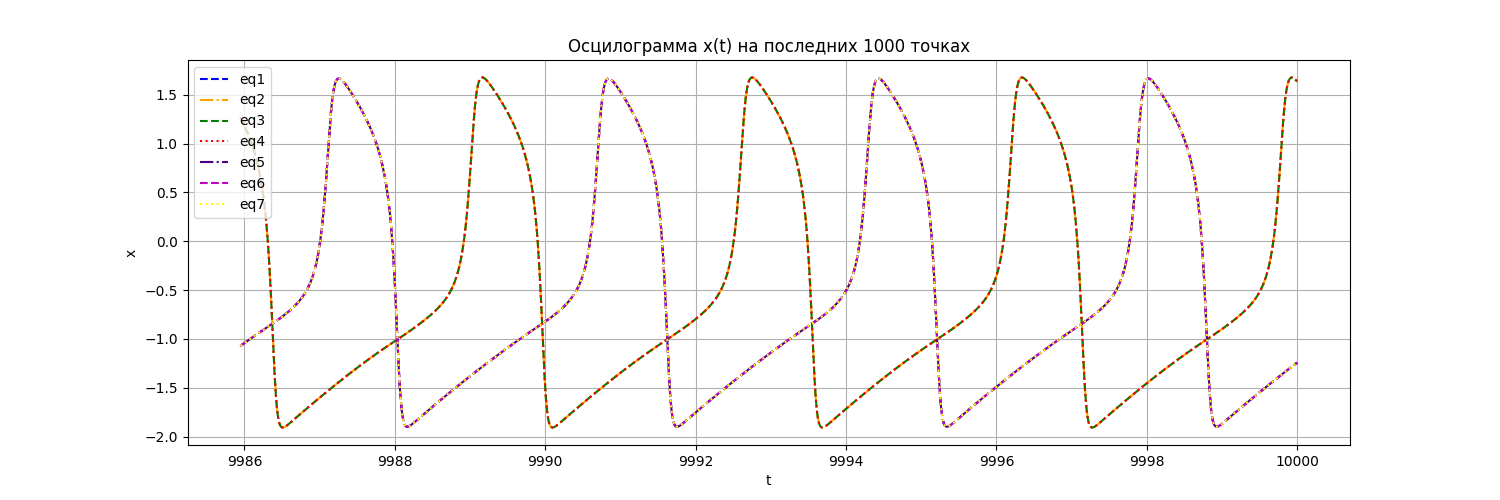 Осцилограмма x(t) на последних 1000 точках
eq1
eq2
eq3
eq4
eq5
eq6
eq7
1.5
1.0
0.5
0.0
−0.5
−1.0
−1.5
−2.0
x
9986
9988
9990
9992
9994
9996
9998
10000
t